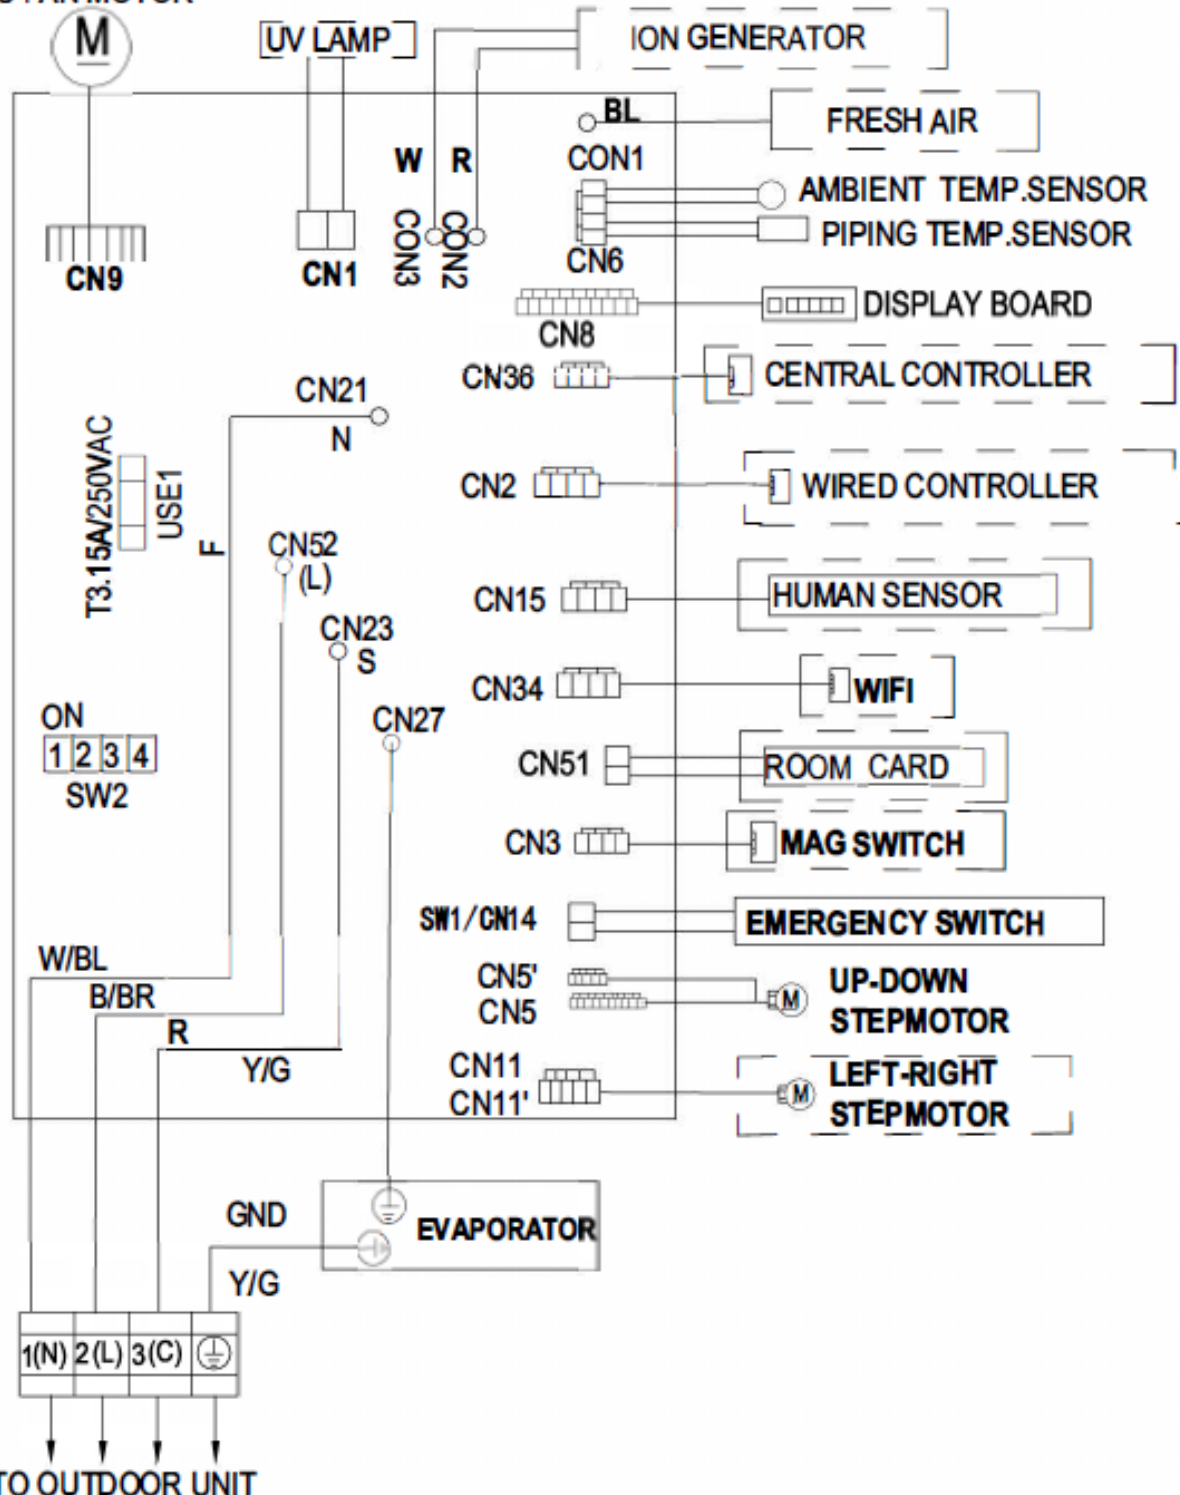 FAN MOTOR
M
UV LAMP
ION GENERATOR
BL
FRESH AIR
W R
CON1
AMBIENT TEMP.SENSOR
PIPING TEMP.SENSOR
CON3
CON2
CN6
CN9
CN1
DISPLAY BOARD
CN8
CN36
CENTRAL CONTROLLER
CN21
N
T3.15A/250VAC
USE1
CN2
WIRED CONTROLLER
F
CN52
(L)
CN15
HUMAN SENSOR
CN23
S
CN34
WIFI
ON
1 2 3 4
SW2
CN27
CN51
ROOM CARD
CN3
MAG SWITCH
SW1/CN14
EMERGENCY SWITCH
W/BL
B/BR
R
Y/G
CN5'
CN5
M
UP-DOWN
STEPMOTOR
CN11
CN11'
M
LEFT-RIGHT
STEPMOTOR
GND
EVAPORATOR
Y/G
1(N) 2(L) 3(C)
TO OUTDOOR UNIT